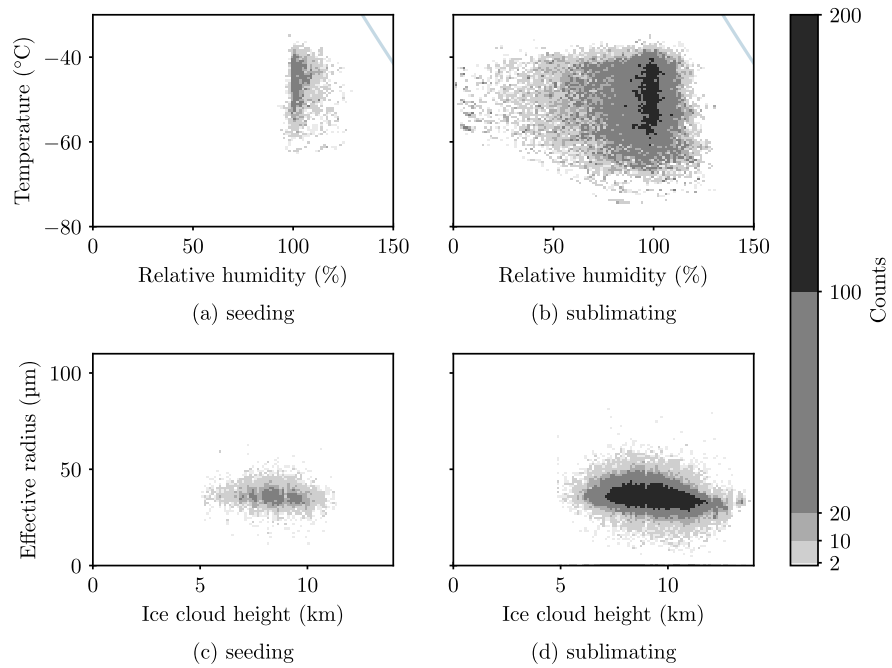 200
−40
−60
−80
Temperature (°C)
0
50
100
150
0
50
100
150
Relative humidity (%)
Relative humidity (%)
(a) seeding
(b) sublimating
100
Counts
100
50
0
Effective radius (µm)
20
10
2
0
5
10
0
5
10
Ice cloud height (km)
Ice cloud height (km)
(c) seeding
(d) sublimating